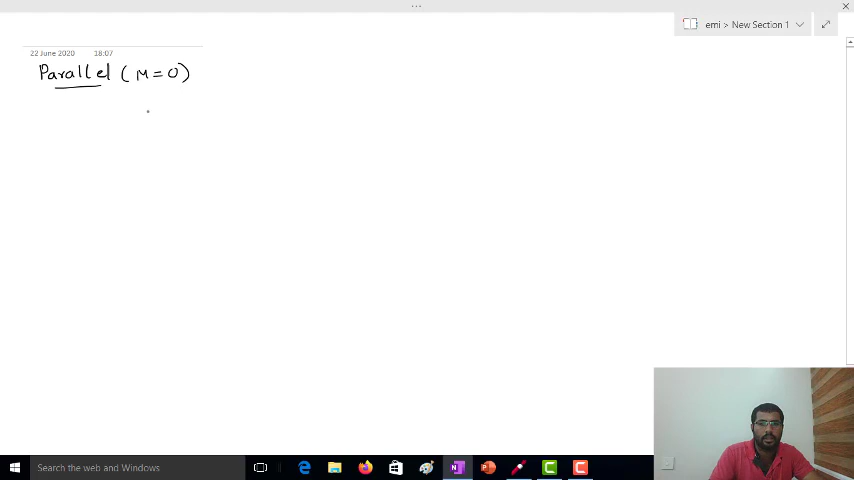 emi > New Section 1
22 June 2020 18:07
Parallel (M=0)
Search the web and Windows